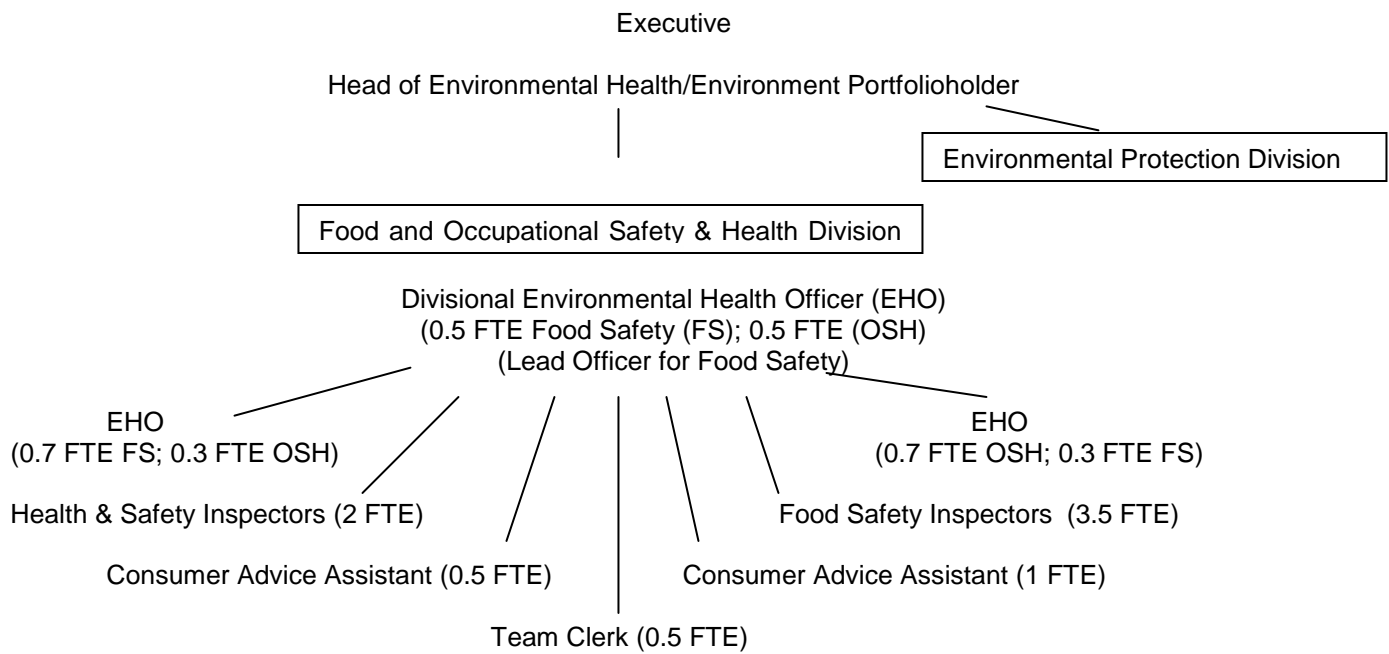 Executive
Head of Environmental Health/Environment Portfolioholder
Environmental Protection Division
Food and Occupational Safety & Health Division
Divisional Environmental Health Officer (EHO)
(0.5 FTE Food Safety (FS); 0.5 FTE (OSH)
(Lead Officer for Food Safety)
EHO
(0.7 FTE FS; 0.3 FTE OSH)
EHO
(0.7 FTE OSH; 0.3 FTE FS)
Health & Safety Inspectors (2 FTE)
Food Safety Inspectors (3.5 FTE)
Consumer Advice Assistant (0.5 FTE)
Consumer Advice Assistant (1 FTE)
Team Clerk (0.5 FTE)